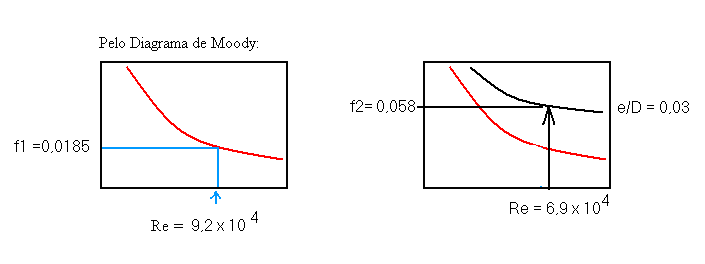 Pelo Diagrama de Moody:
f1 =0,0185
Re = 9,2 x 10 4
f2= 0,058
e/D = 0,03
Re = 6,9 x 10 4